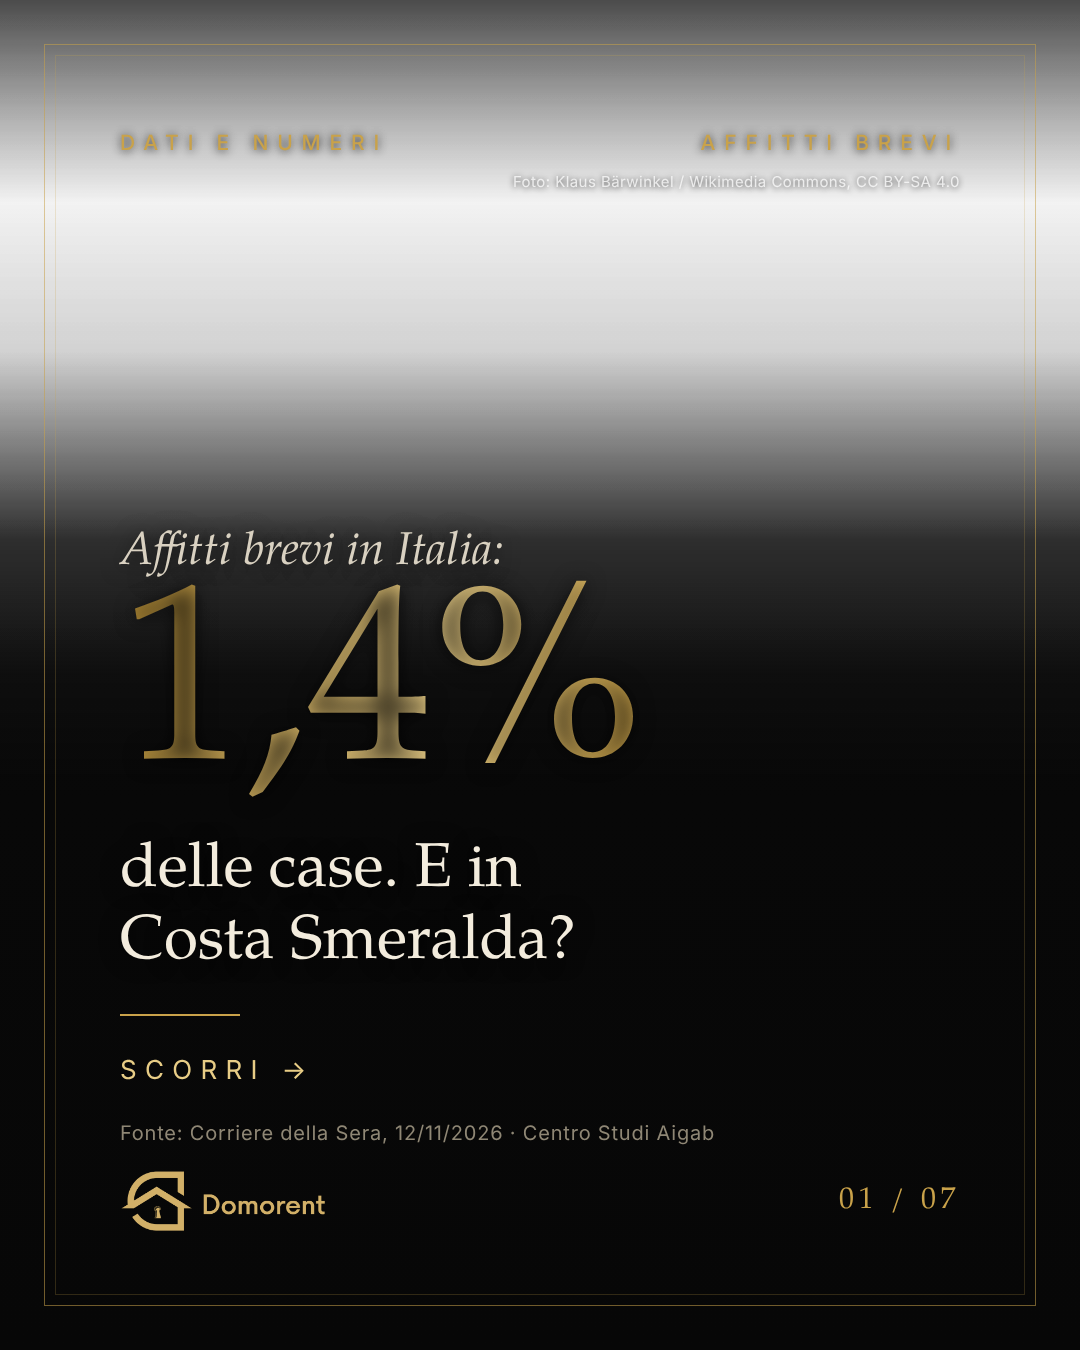 DATI E NUMERI
AFFITTI BREVI
Foto: Klaus Bärwinkel / Wikimedia Commons, CC BY-SA 4.0
Affitti brevi in Italia:
1,4%
delle case. E in
Costa Smeralda?
SCORRI →
Fonte: Corriere della Sera, 12/11/2026 · Centro Studi Aigab
Domorent
01 / 07